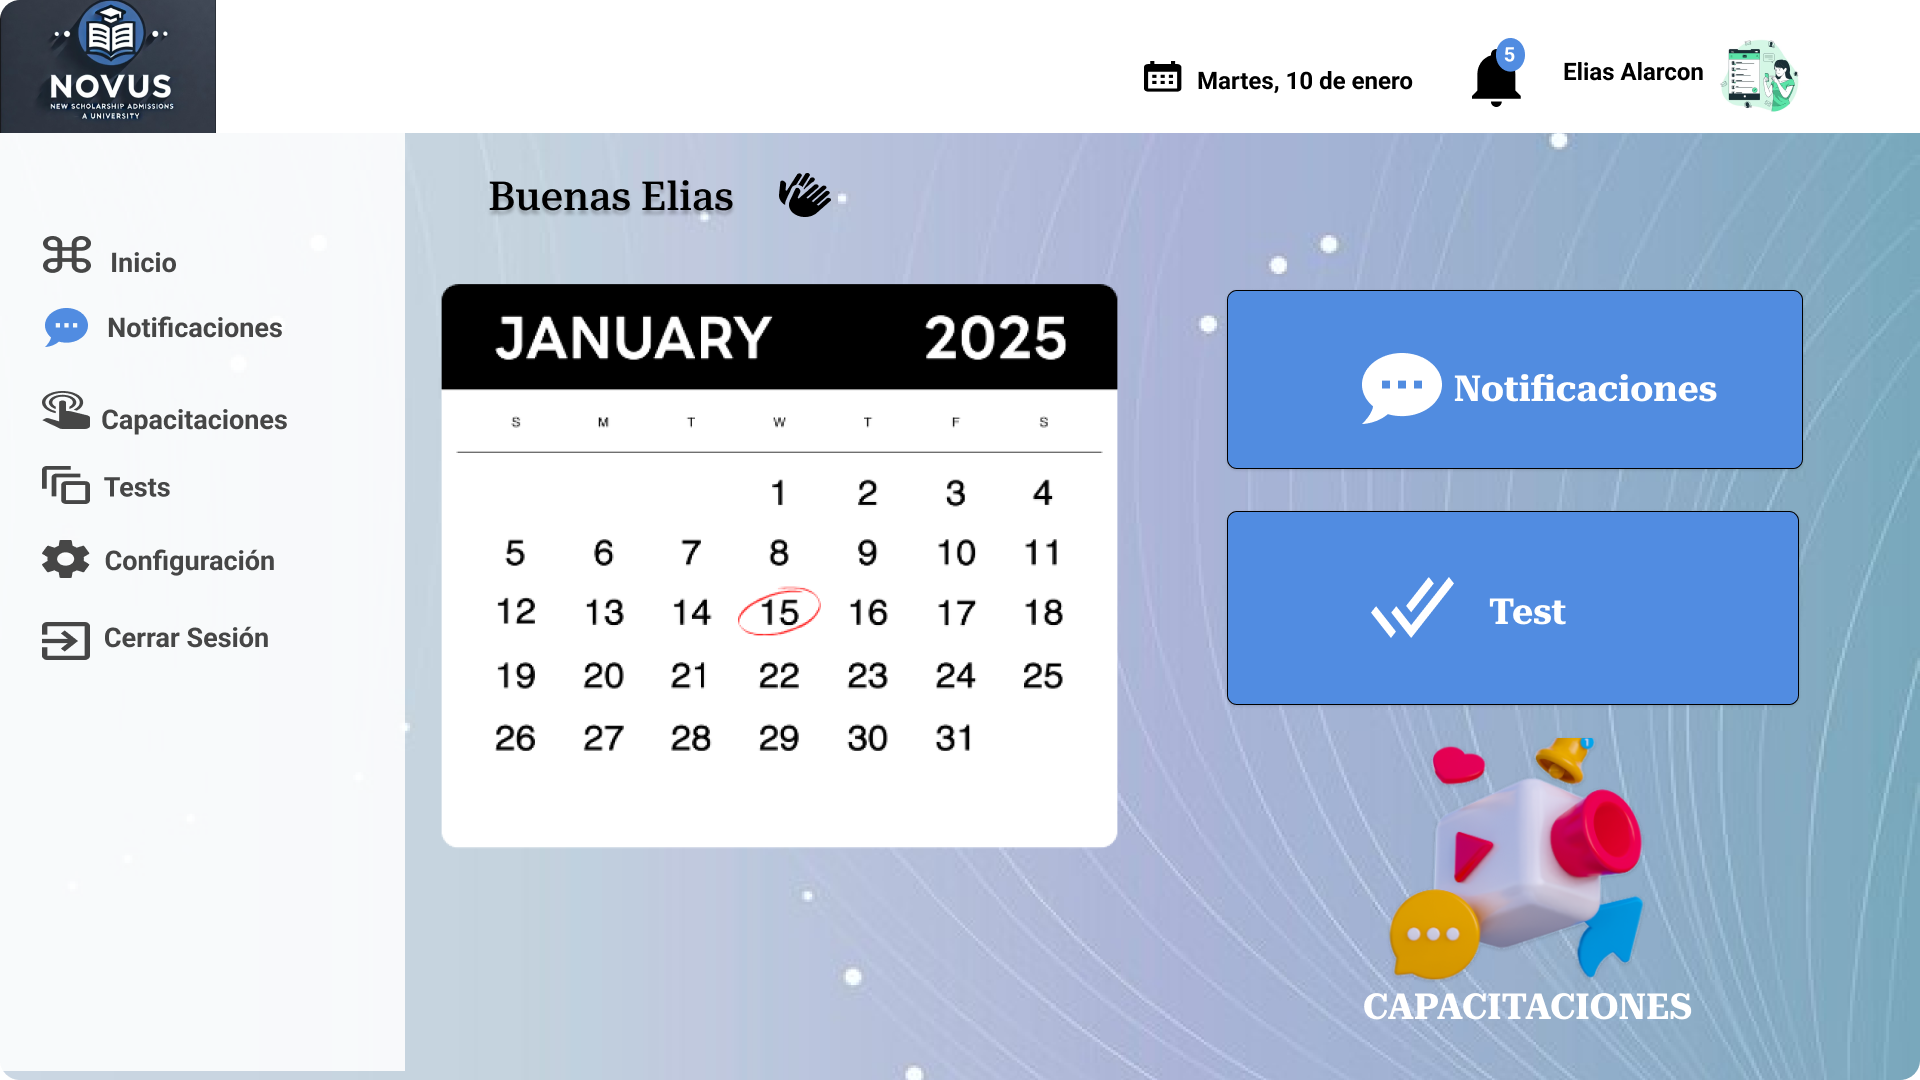 NOVUS
NEW SCHOLARSHIP ADMISSIONS
A UNIVERSITY
Martes, 10 de enero
5
Elias Alarcon
Inicio
Notificaciones
Capacitaciones
Tests
Configuración
Cerrar Sesión
Buenas Elias
JANUARY 2025
S M T W T F S
1 2 3 4
5 6 7 8 9 10 11
12 13 14 15 16 17 18
19 20 21 22 23 24 25
26 27 28 29 30 31
Notificaciones
Test
1
CAPACITACIONES